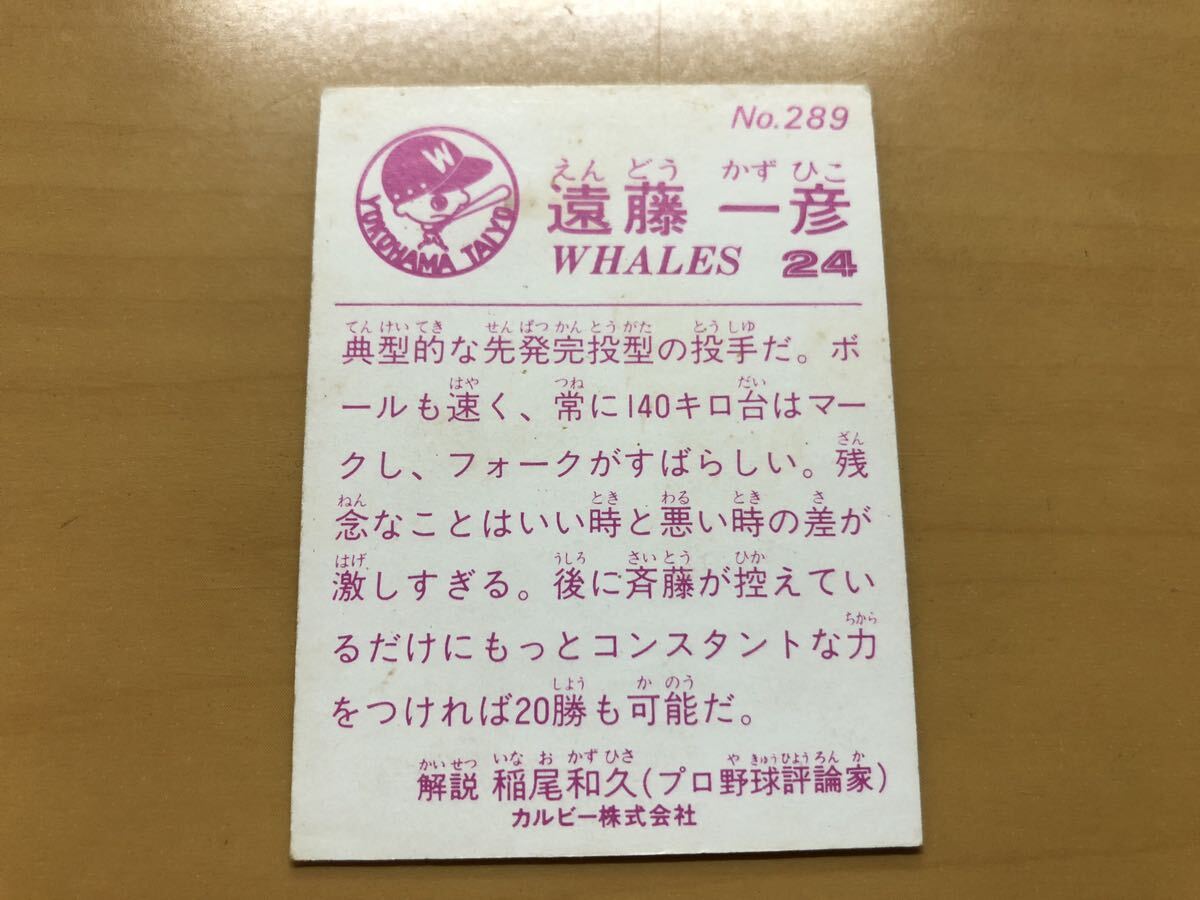 No.289
W
YOKOHAMA TAIYO
えん どう かず ひこ
遠藤 一彦
WHALES 24
てん けい てき せん ぱつ かん とう がた とう しゆ
典型的な先発完投型の投手だ。ボ
はや つね だい
ールも速く、常に140キロ台はマー
ざん
クし、フォークがすばらしい。残
ねん とき わる とき さ
念なことはいい時と悪い時の差が
はげ うしろ さい とう ひか
激しすぎる。後に斉藤が控えてい
ちから
るだけにもっとコンスタントな力
しよう か のう
をつければ20勝も可能だ。
かい せつ いな お かず ひさ や きゅう ひょう ろん か
解説 稲尾和久(プロ野球評論家)
カルビー株式会社